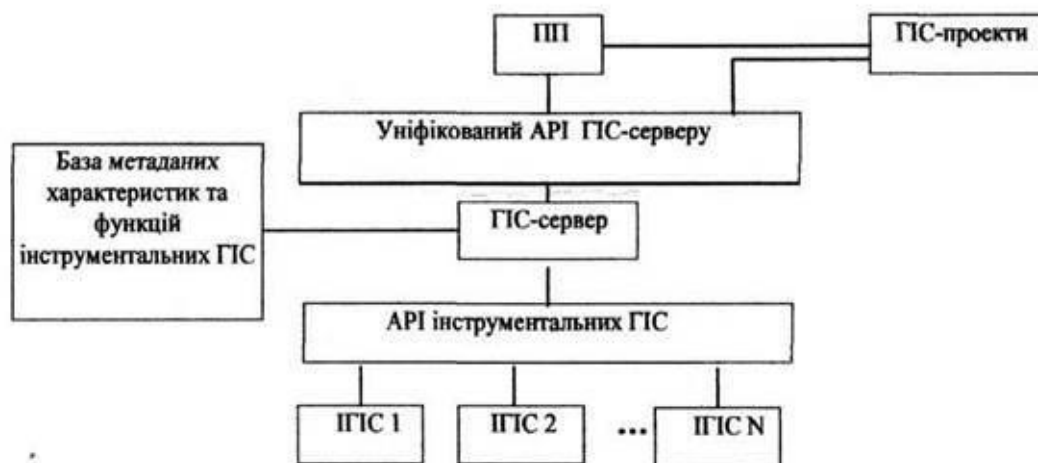 ПП
ГІС-проекти
Уніфікований АРІ ГІС-серверу
База метаданих
характеристик та
функцій
інструментальних ГІС
ГІС-сервер
АРІ інструментальних ГІС
ІГІС 1
ІГІС 2
...
ІГІС N